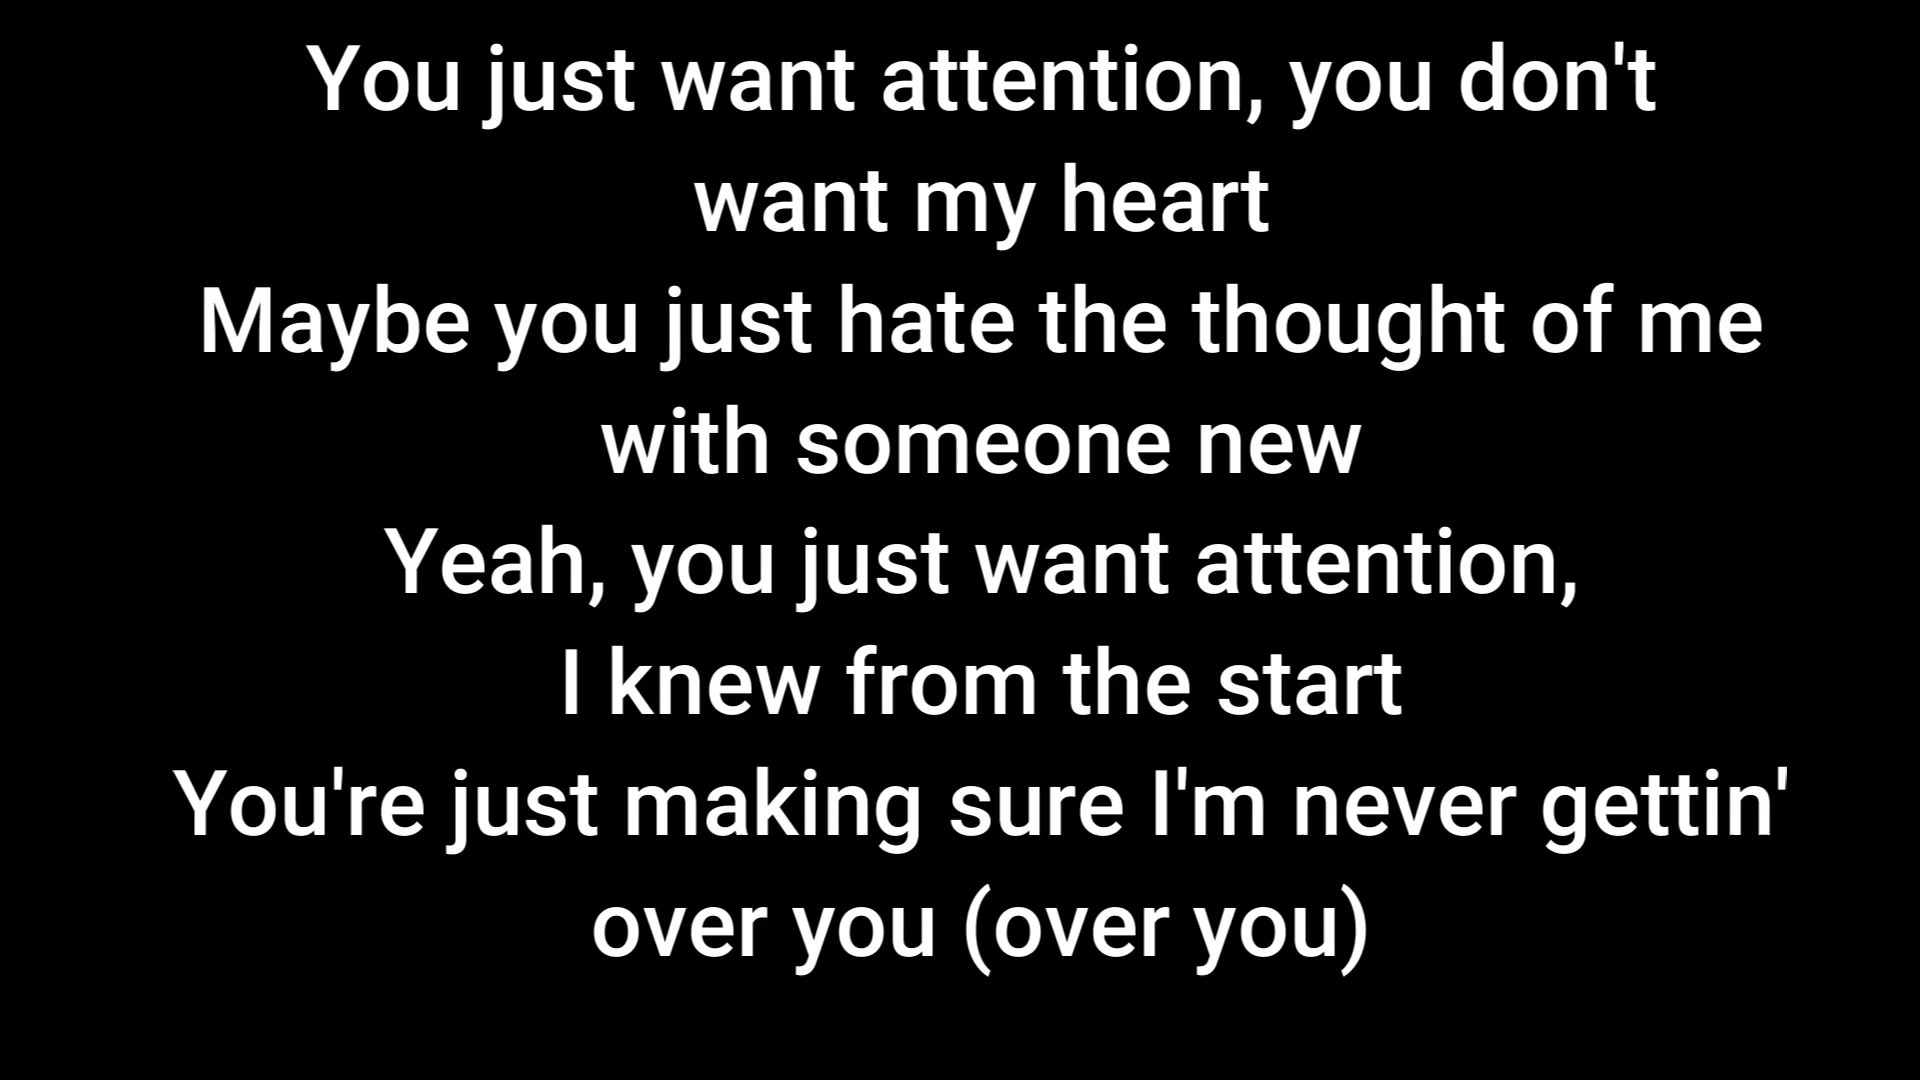 You just want attention, you don't
want my heart
Maybe you just hate the thought of me
with someone new
Yeah, you just want attention,
I knew from the start
You're just making sure I'm never gettin'
over you (over you)